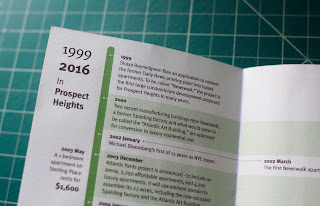 1999
2016
In
Prospect
Heights
2003 May
A 1-bedroom
apartment on
Sterling Place
rents for
$1,600
1999
Shaya Boymelgreen files an application to convert
the former Daily News printing plant into luxury
apartments. To be called "Newswalk," the project is
the first large condominium development proposed
for Prospect Heights in many years.
2000
Two vacant manufacturing buildings near Newswalk,
a former Spalding factory and what would come to
be called the "Atlantic Art Building," are approved
for conversion to luxury residential use.
2002 January
Michael Bloomberg's first of 12 years as NYC mayor.
2003 December
Atlantic Yards project is announced—to include an
arena, 2,250 affordable apartments, and 4,200
luxury apartments, it will use eminent domain to
assemble its 22 acres, including the now-occupied
Spalding factory and the Atlantic Art Building
2002 March
The first Newswalk apartment